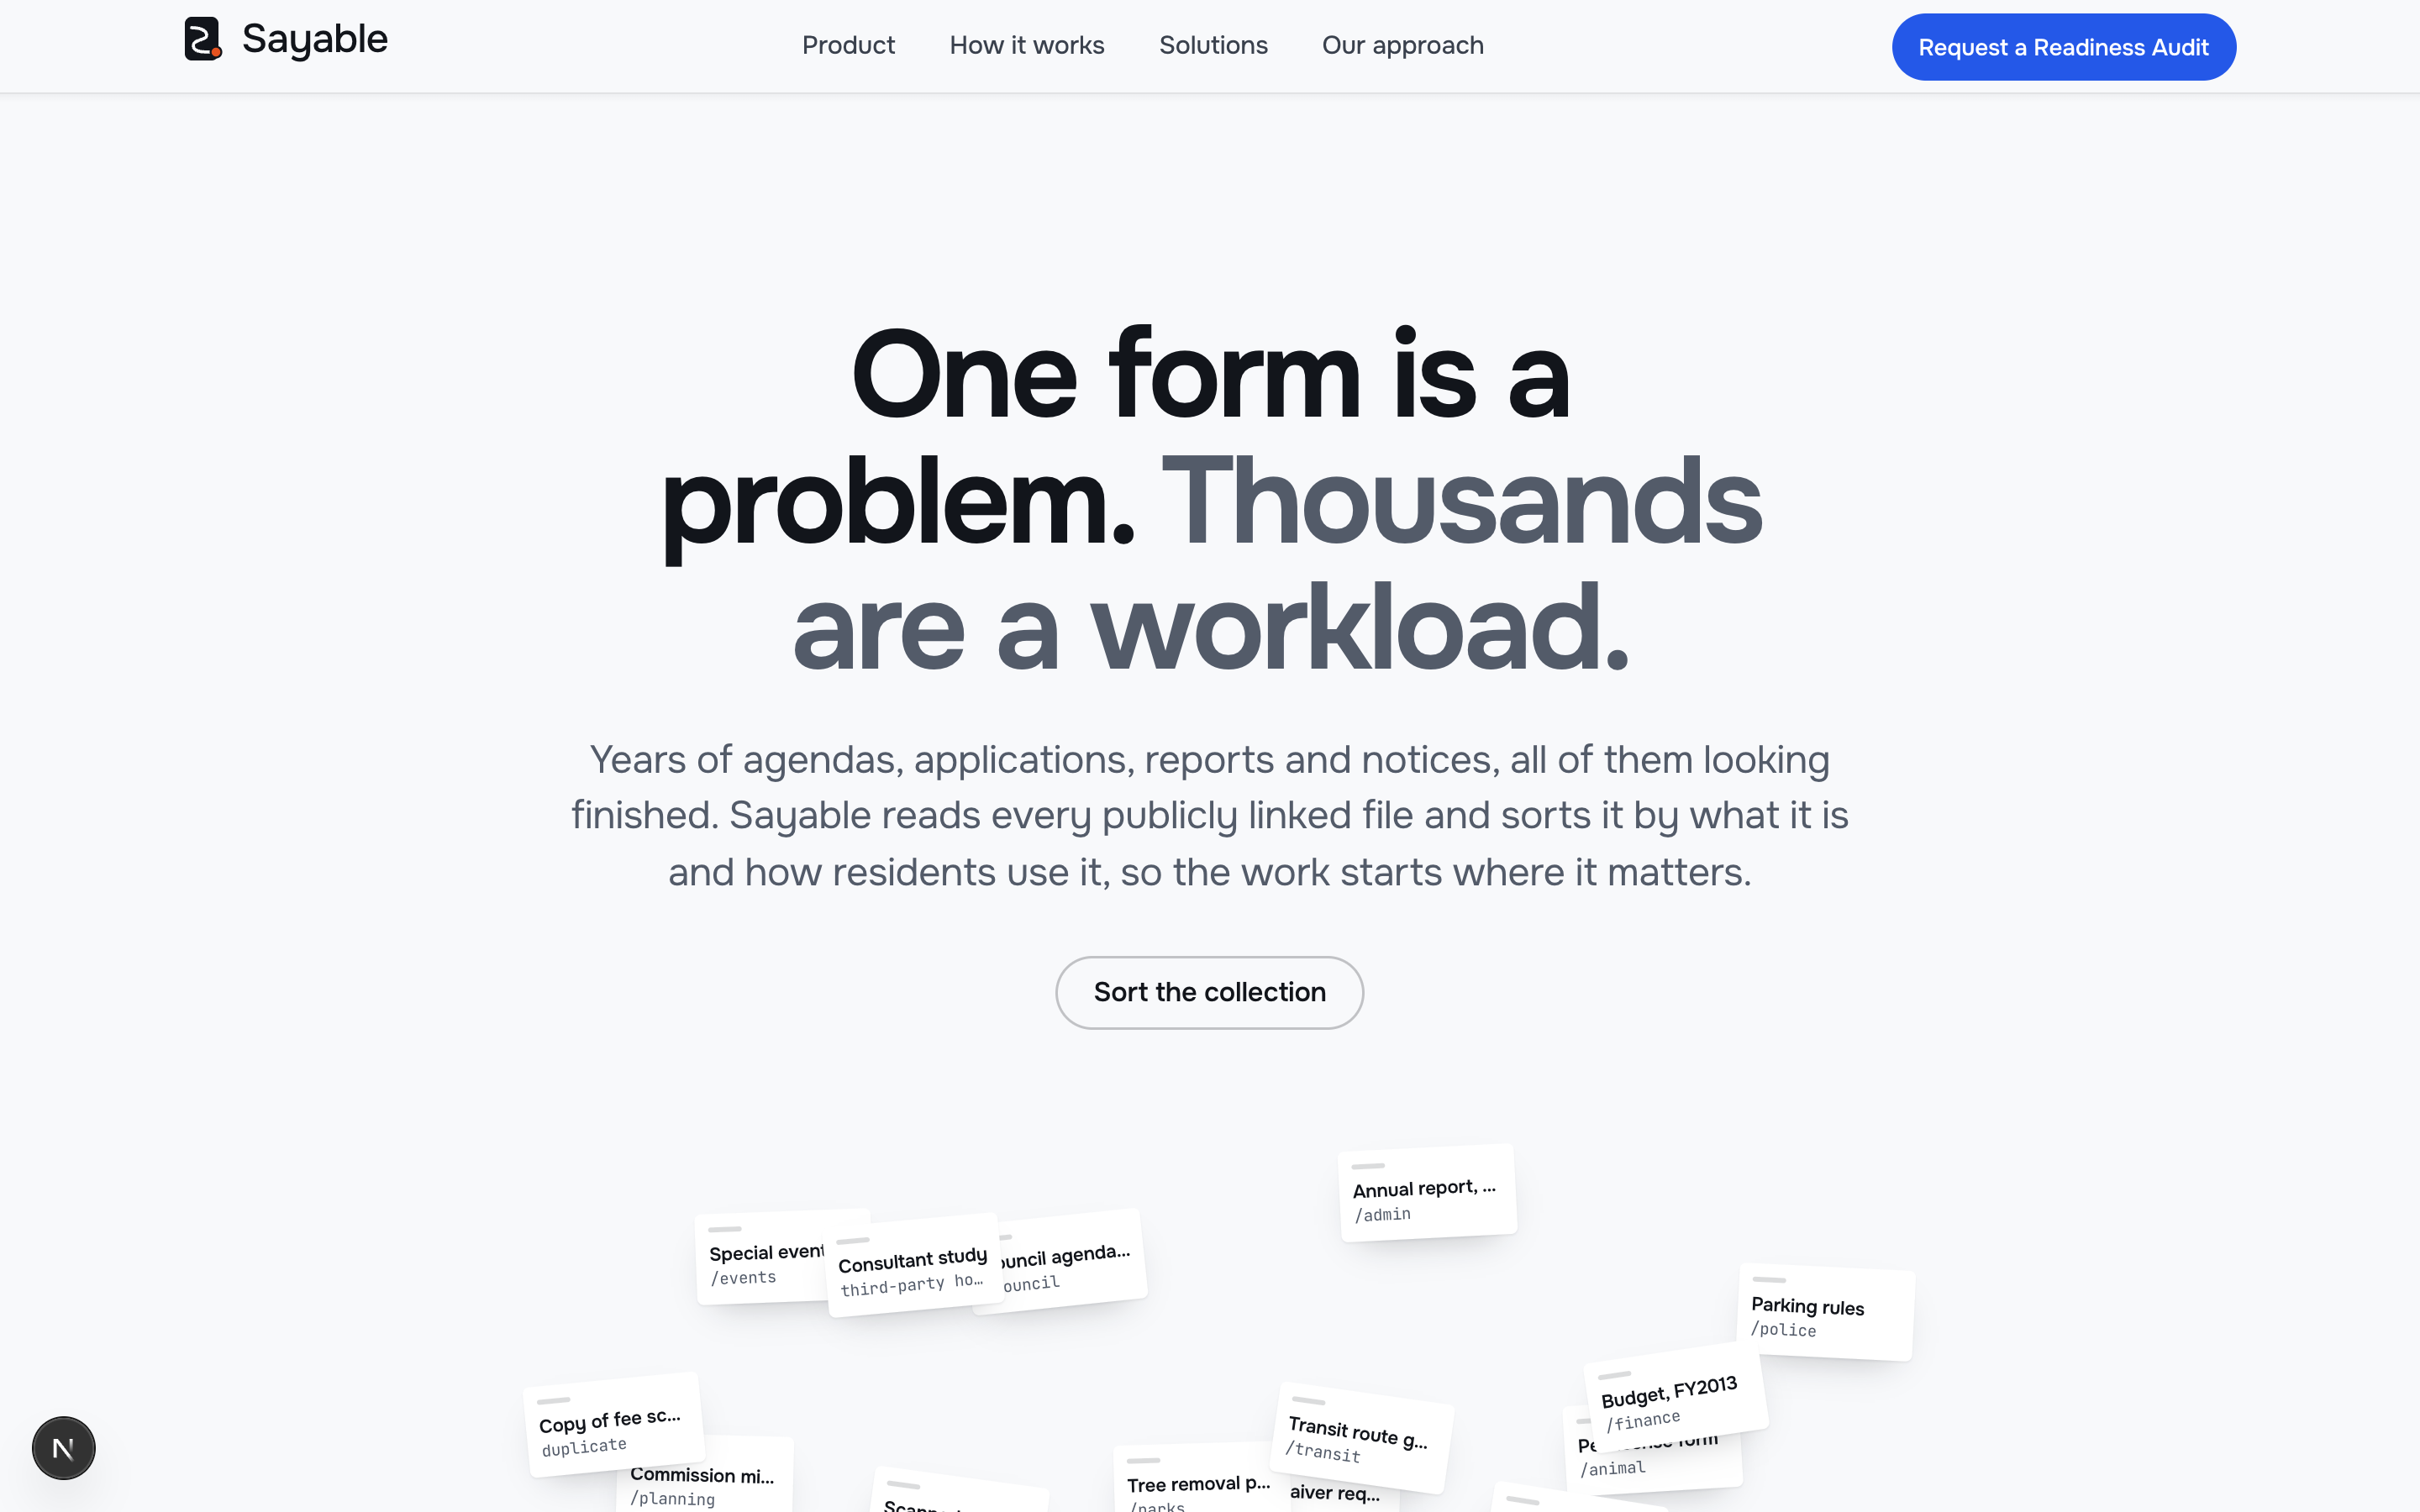 Sayable
Product
How it works
Solutions
Our approach
Request a Readiness Audit
One form is a
problem. Thousands
are a workload.
Years of agendas, applications, reports and notices, all of them looking
finished. Sayable reads every publicly linked file and sorts it by what it is
and how residents use it, so the work starts where it matters.
Sort the collection
Annual report, ...
/admin
Special event
/events
Consultant study
third-party ho…
ouncil agenda...
ouncil
Parking rules
/police
Budget, FY2013
/finance
/animal
Copy of fee sc...
duplicate
Commission mi...
/planning
Transit route g...
/transit
Tree removal p...
/parks
aiver req...
N